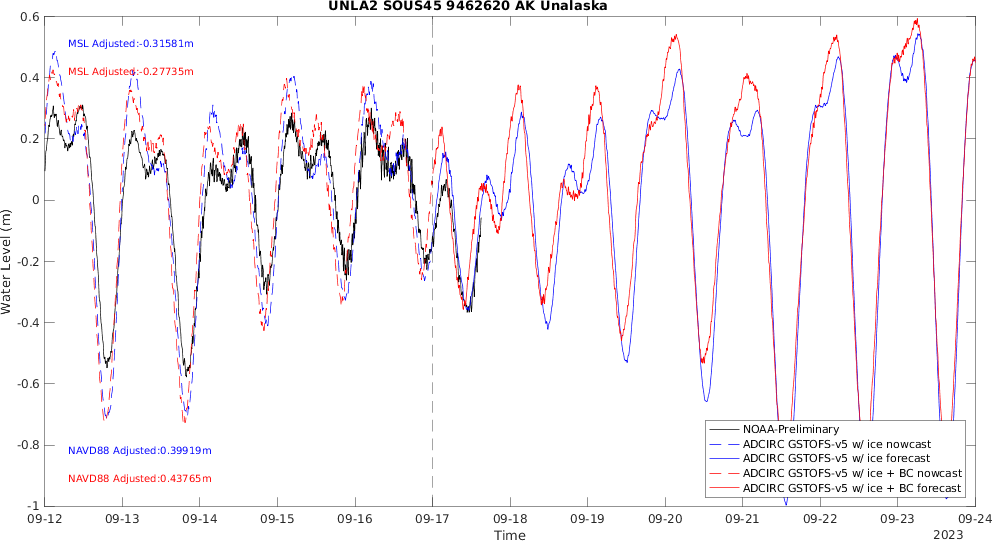 UNLA2 SOUS45 9462620 AK Unalaska
Water Level (m)
0.6
0.4
0.2
0
-0.2
-0.4
-0.6
-0.8
-1
MSL Adjusted:-0.31581m
MSL Adjusted:-0.27735m
NAVD88 Adjusted:0.39919m
NAVD88 Adjusted:0.43765m
NOAA-Preliminary
ADCIRC GSTOFS-v5 w/ ice nowcast
ADCIRC GSTOFS-v5 w/ ice forecast
ADCIRC GSTOFS-v5 w/ ice + BC nowcast
ADCIRC GSTOFS-v5 w/ ice + BC forecast
09-12 09-13 09-14 09-15 09-16 09-17 09-18 09-19 09-20 09-21 09-22 09-23 09-24
Time
2023